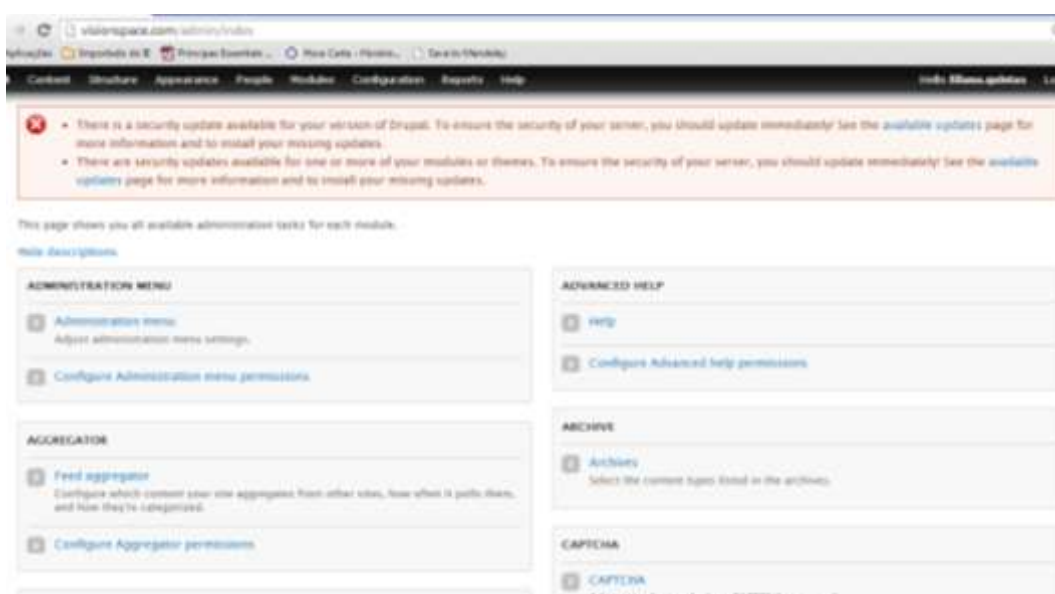 visionspace.com/admin/index
Importado do IE
Content Structure Appearance People Modules Configuration Reports Help Hello
There is a security update available for your version of Drupal. To ensure the security of your server, you should update immediately! See the available updates page for
more information and to install your missing updates.
There are security updates available for one or more of your modules or themes. To ensure the security of your server, you should update immediately! See the available
updates page for more information and to install your missing updates.
This page shows you all available administration tasks for each module.
Hide descriptions
ADMINISTRATION MENU
Administration menu
Adjust administration menu settings.
Configure Administration menu permissions
AGGREGATOR
Feed aggregator
Configure which content your site aggregates from other sites, how often it polls them,
and how they're categorized.
Configure Aggregator permissions
ADVANCED HELP
Help
Configure Advanced help permissions
ARCHIVE
Archives
Select the content types listed in the archives.
CAPTCHA
CAPTCHA